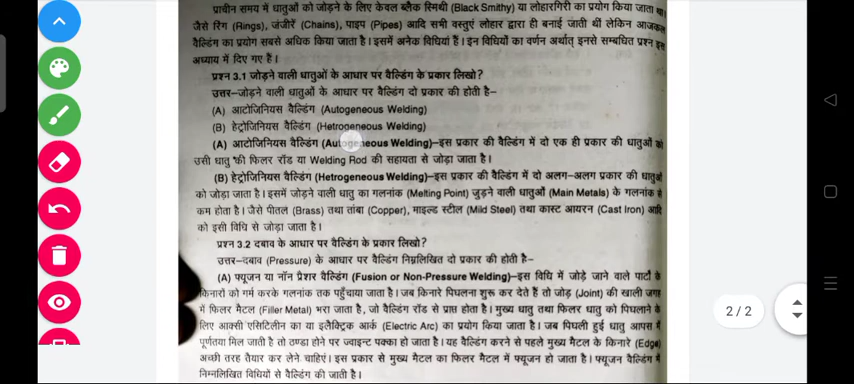 प्राचीन समय में धातुओं को जोड़ने के लिए केवल ब्लैक स्मिथी (Black Smithy) या लोहारगिरी का प्रयोग किया जाता था।
जैसे रिंग (Rings), जंजीरें (Chains), पाइप (Pipes) आदि सभी वस्तुएं लोहार द्वारा ही बनाई जाती थीं लेकिन आजकल
वैल्डिंग का प्रयोग सबसे अधिक किया जाता है। इसमें अनेक विधियां हैं। इन विधियों का वर्णन अर्थात् इनसे सम्बधित प्रश्न इस
अध्याय में दिए गए हैं।
प्रश्न 3.1 जोड़ने वाली धातुओं के आधार पर वैल्डिंग के प्रकार लिखो?
उत्तर–जोड़ने वाली धातुओं के आधार पर वैल्डिंग दो प्रकार की होती है–
(A) आटोजिनियस वैल्डिंग (Autogeneous Welding)
(B) हेट्रोजिनियस वैल्डिंग (Hetrogeneous Welding)
(A) आटोजिनियस वैल्डिंग (Autogeneous Welding)–इस प्रकार की वैल्डिंग में दो एक ही प्रकार की धातुओं को
उसी धातु की फिलर रॉड या Welding Rod की सहायता से जोड़ा जाता है।
(B) हेट्रोजिनियस वैल्डिंग (Hetrogeneous Welding)–इस प्रकार की वैल्डिंग में दो अलग-अलग प्रकार की धातुओं
को जोड़ा जाता है। इसमें जोड़ने वाली धातु का गलनांक (Melting Point) जुड़ने वाली धातुओं (Main Metals) के गलनांक से
कम होता है। जैसे पीतल (Brass) तथा तांबा (Copper), माइल्ड स्टील (Mild Steel) तथा कास्ट आयरन (Cast Iron) आदि
को इसी विधि से जोड़ा जाता है।
प्रश्न 3.2 दबाव के आधार पर वैल्डिंग के प्रकार लिखो?
उत्तर–दबाव (Pressure) के आधार पर वैल्डिंग निम्नलिखित दो प्रकार की होती है–
(A) फ्यूजन या नॉन प्रैशर वैल्डिंग (Fusion or Non-Pressure Welding)–इस विधि में जोड़े जाने वाले पार्टों के
किनारों को गर्म करके गलनांक तक पहुँचाया जाता है। जब किनारे पिघलना शुरू कर देते हैं तो जोड़ (Joint) की खाली जगह
में फिलर मैटल (Filler Metal) भरा जाता है, जो वैल्डिंग रॉड से प्राप्त होता है। मुख्य धातु तथा फिलर धातु को पिघलाने के
लिए आक्सी एसिटिलीन का या इलैक्ट्रिक आर्क (Electric Arc) का प्रयोग किया जाता है। जब पिघली हुई धातु आपस में
पूर्णतया मिल जाती है तो ठण्डा होने पर ज्वाइन्ट पक्का हो जाता है। यह वैल्डिंग करने से पहले मुख्य मैटल के किनारे (Edge)
अच्छी तरह तैयार कर लेने चाहिएं। इस प्रकार से मुख्य मैटल का फिलर मैटल में फ्यूजन हो जाता है। फ्यूजन वैल्डिंग में
निम्नलिखित विधियों से वैल्डिंग की जाती है।
2 / 2